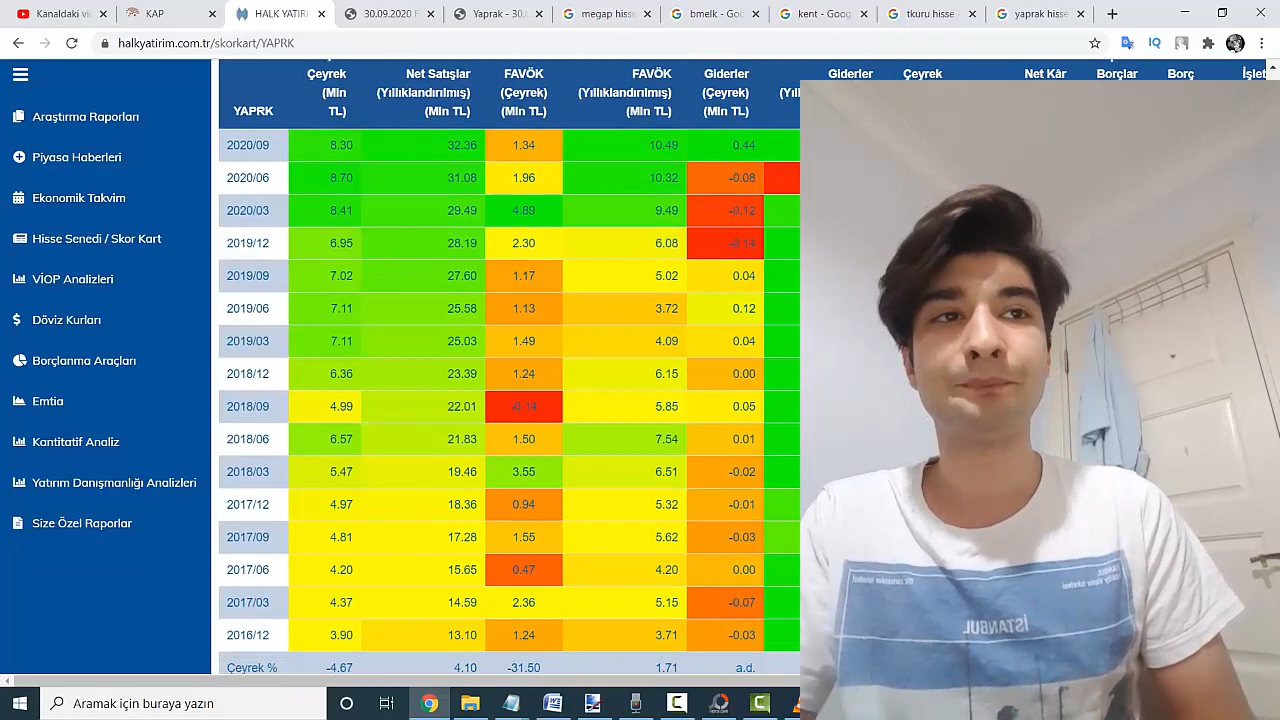 Kanaldaki vi
KAP
HALK YATIRI
30.09.2020 F
Yaprak - 30.
megap hisse
bmelk - Goo
kent - Goog
tkuru hisse -
yaprak hisse
halkyatirim.com.tr/skorkart/YAPRK
Araştırma Raporları
Piyasa Haberleri
Ekonomik Takvim
Hisse Senedi / Skor Kart
VİOP Analizleri
Döviz Kurları
Borçlanma Araçları
Emtia
Kantitatif Analiz
Yatırım Danışmanlığı Analizleri
Size Özel Raporlar
Çeyrek Net Satışlar FAVÖK FAVÖK Giderler Giderler Çeyrek Net Kâr Borçlar Borç İşlet
(Mln (Yıllıklandırılmış) (Çeyrek) (Yıllıklandırılmış) (Çeyrek) (Yıl
YAPRK TL) (Mln TL) (Mln TL) (Mln TL) (Mln TL)
2020/09 8.30 32.36 1.34 10.49 0.44
2020/06 8.70 31.08 1.96 10.32 -0.08
2020/03 8.41 29.49 4.89 9.49 -0.12
2019/12 6.95 28.19 2.30 6.08 -0.14
2019/09 7.02 27.60 1.17 5.02 0.04
2019/06 7.11 25.58 1.13 3.72 0.12
2019/03 7.11 25.03 1.49 4.09 0.04
2018/12 6.36 23.39 1.24 6.15 0.00
2018/09 4.99 22.01 -0.14 5.85 0.05
2018/06 6.57 21.83 1.50 7.54 0.01
2018/03 5.47 19.46 3.55 6.51 -0.02
2017/12 4.97 18.36 0.94 5.32 -0.01
2017/09 4.81 17.28 1.55 5.62 -0.03
2017/06 4.20 15.65 0.47 4.20 0.00
2017/03 4.37 14.59 2.36 5.15 -0.07
2016/12 3.90 13.10 1.24 3.71 -0.03
Çeyrek % -4.67 4.10 -31.50 1.71 a.d.
İSTANBUL
Aramak için buraya yazın